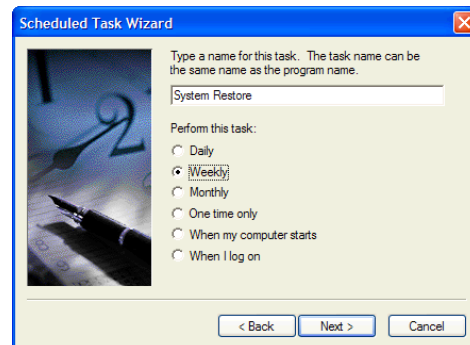 Scheduled Task Wizard
Type a name for this task. The task name can be
the same name as the program name.
System Restore
Perform this task:
Daily
Weekly
Monthly
One time only
When my computer starts
When I log on
< Back
Next >
Cancel